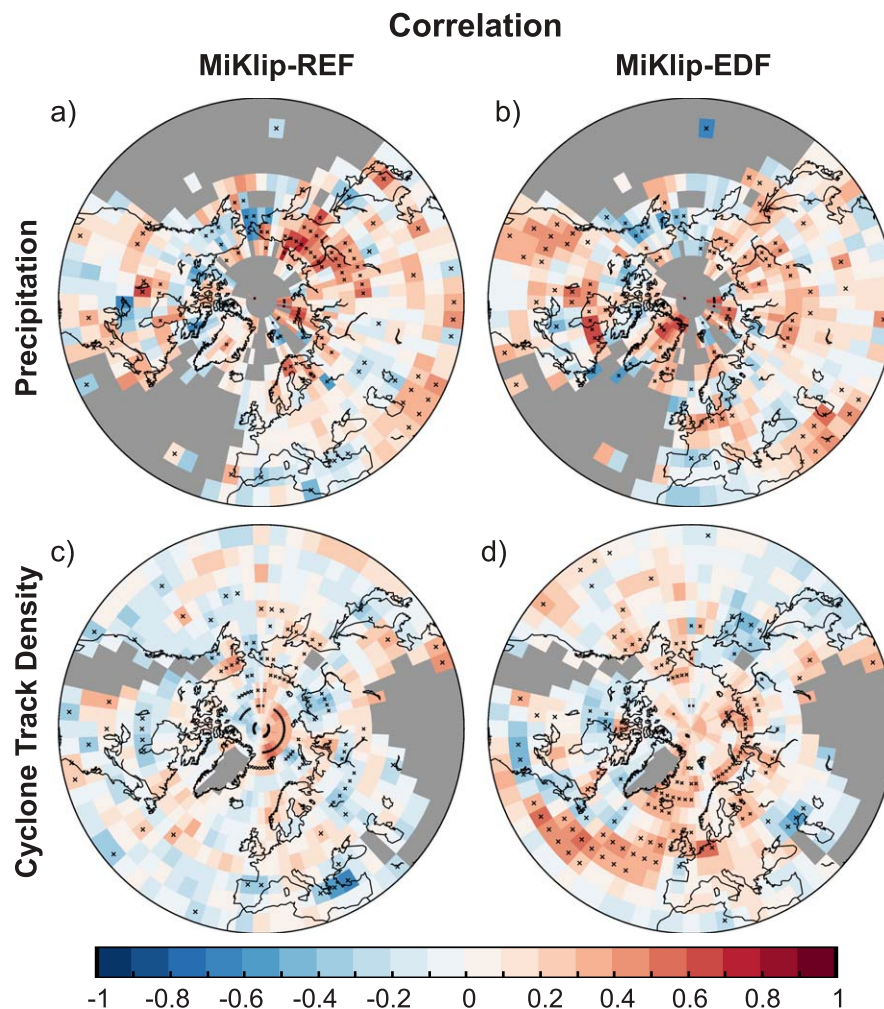 Correlation
MiKlip-REF MiKlip-EDF
a) b)
Precipitation
c) d)
Cyclone Track Density
-1 -0.8 -0.6 -0.4 -0.2 0 0.2 0.4 0.6 0.8 1